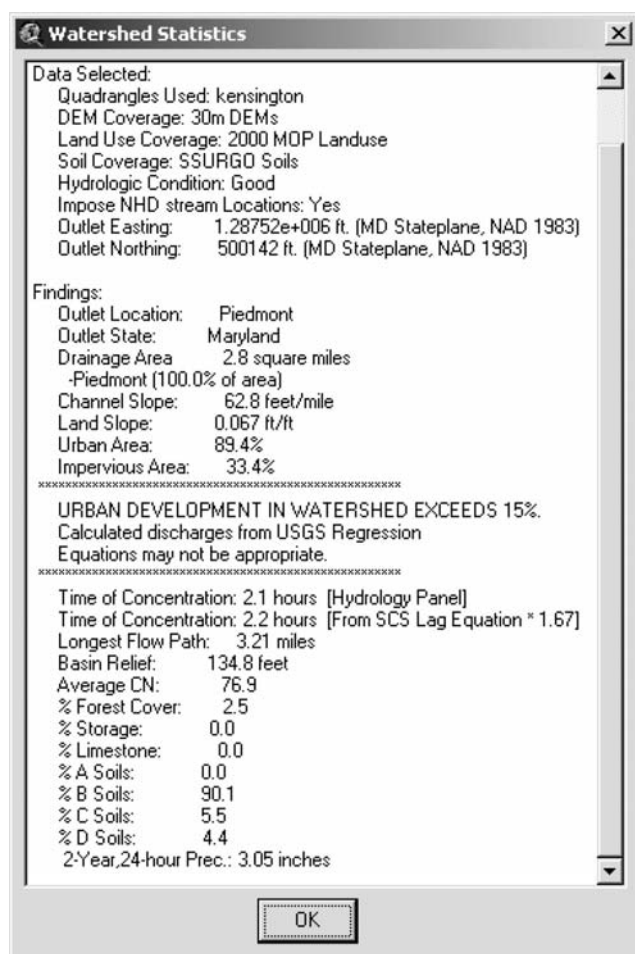 Watershed Statistics
Data Selected:
Quadrangles Used: kensington
DEM Coverage: 30m DEMs
Land Use Coverage: 2000 MOP Landuse
Soil Coverage: SSURGO Soils
Hydrologic Condition: Good
Impose NHD stream Locations: Yes
Outlet Easting: 1.28752e+006 ft. (MD Stateplane, NAD 1983)
Outlet Northing: 500142 ft. (MD Stateplane, NAD 1983)
Findings:
Outlet Location: Piedmont
Outlet State: Maryland
Drainage Area 2.8 square miles
-Piedmont (100.0% of area)
Channel Slope: 62.8 feet/mile
Land Slope: 0.067 ft/ft
Urban Area: 89.4%
Impervious Area: 33.4%
*******************************************************
URBAN DEVELOPMENT IN WATERSHED EXCEEDS 15%.
Calculated discharges from USGS Regression
Equations may not be appropriate.
*******************************************************
Time of Concentration: 2.1 hours [Hydrology Panel]
Time of Concentration: 2.2 hours [From SCS Lag Equation * 1.67]
Longest Flow Path: 3.21 miles
Basin Relief: 134.8 feet
Average CN: 76.9
% Forest Cover: 2.5
% Storage: 0.0
% Limestone: 0.0
% A Soils: 0.0
% B Soils: 90.1
% C Soils: 5.5
% D Soils: 4.4
2-Year,24-hour Prec.: 3.05 inches
OK